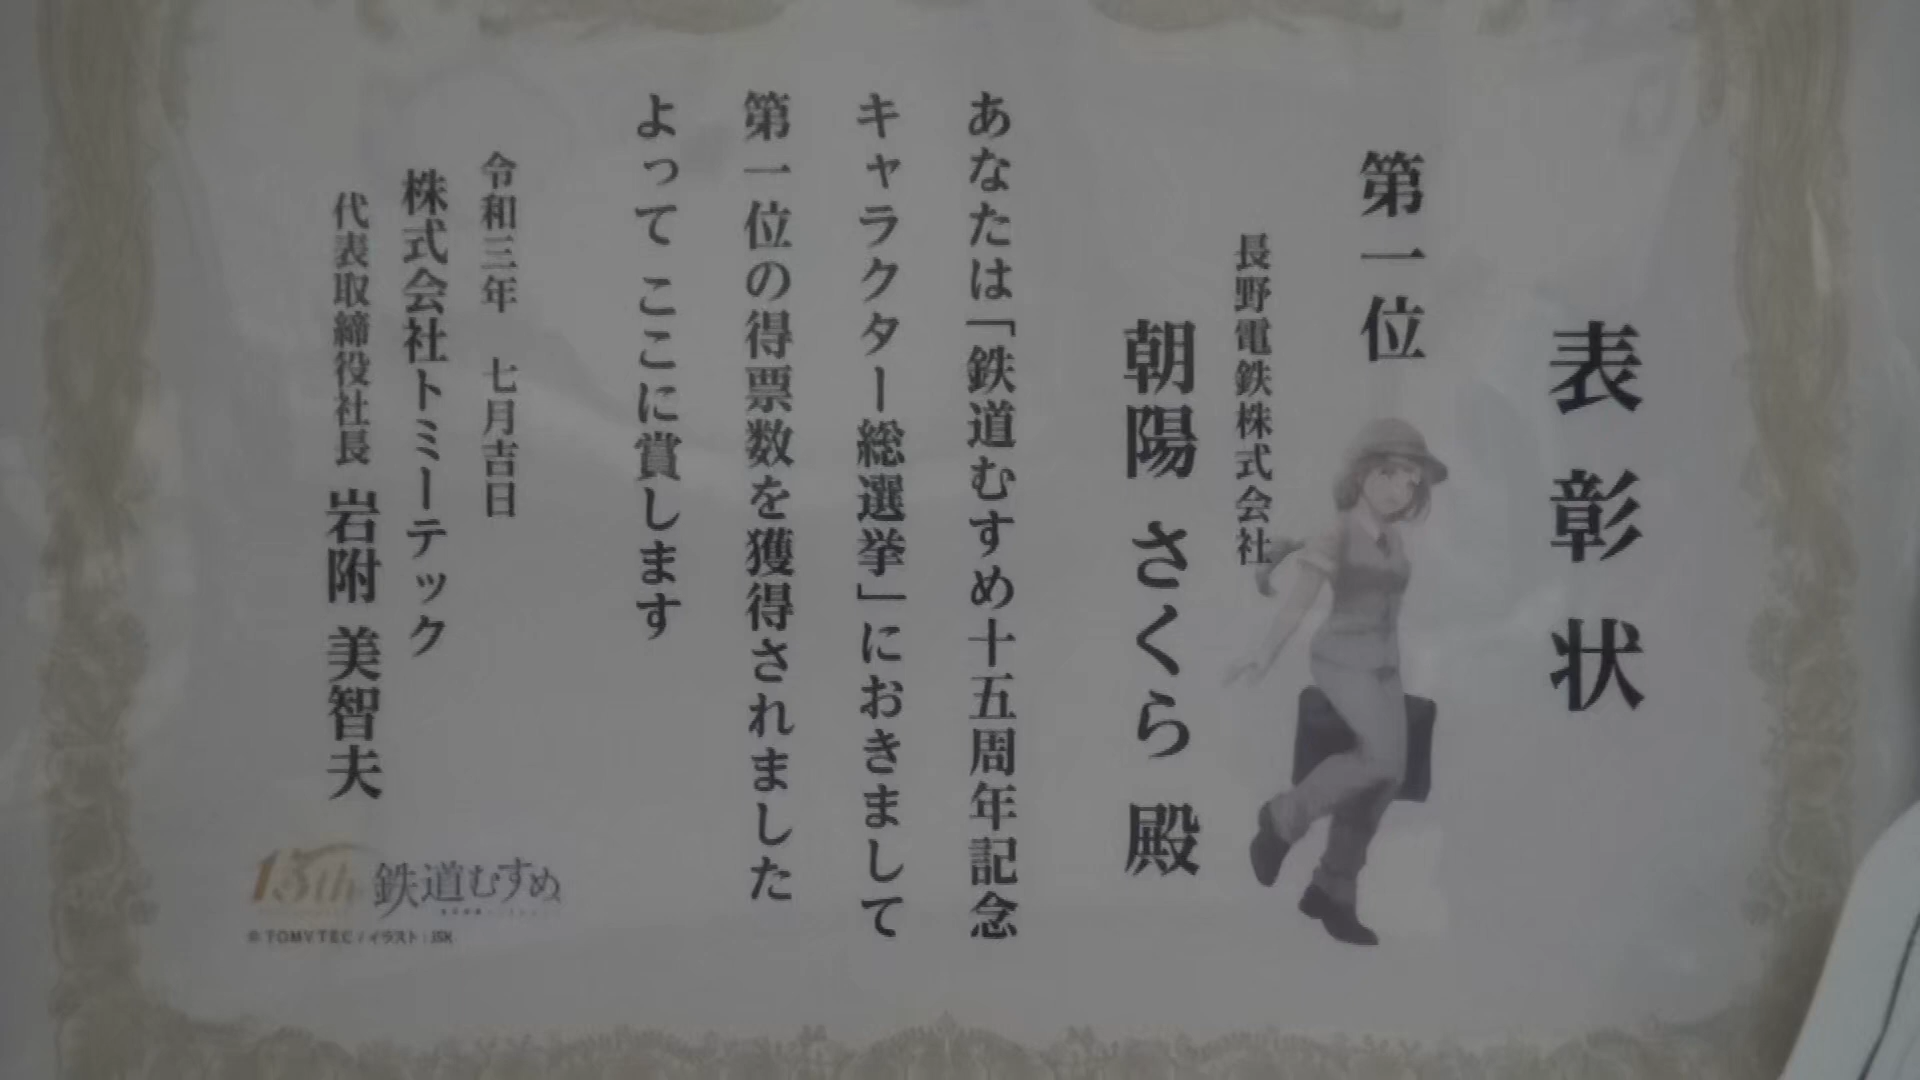 表彰状
第一位
長野電鉄株式会社
朝陽 さくら 殿
あなたは「鉄道むすめ十五周年記念
キャラクター総選挙」におきまして
第一位の得票数を獲得されました
よって ここに賞します
令和三年 七月吉日
株式会社トミーテック
代表取締役社長 岩附 美智夫
15th 鉄道むすめ
© TOMYTEC / イラスト：JSK